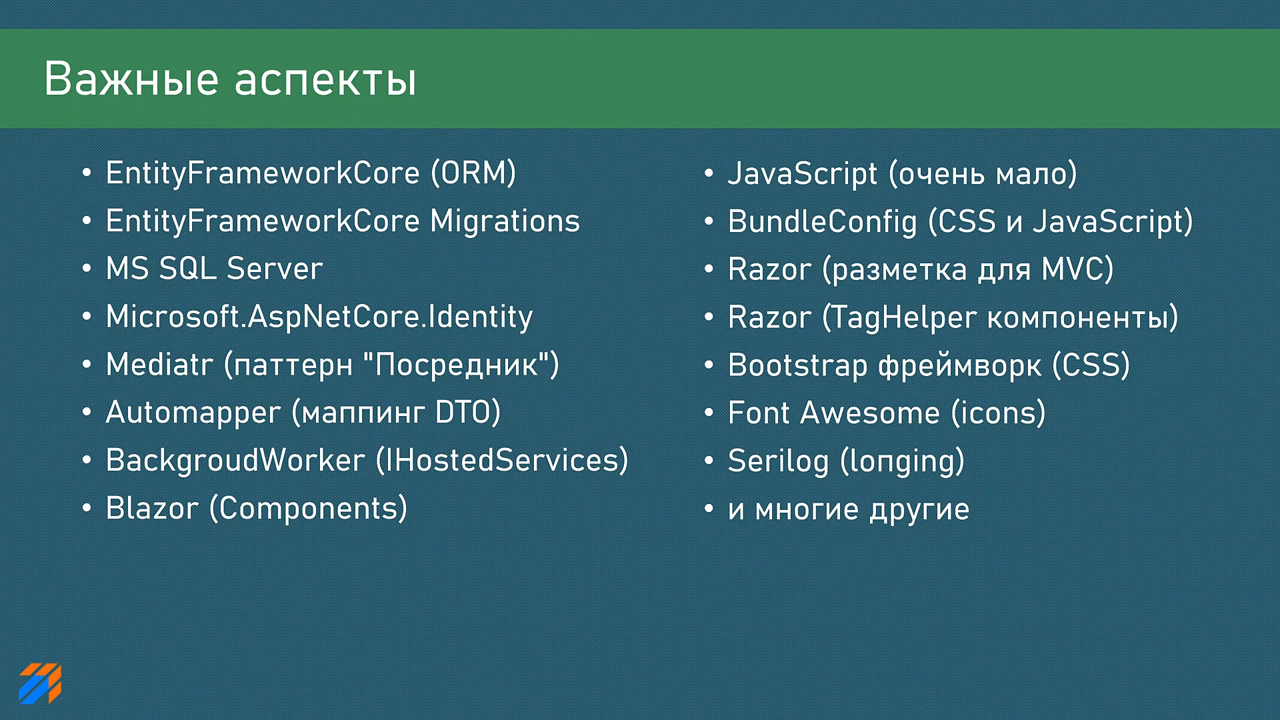 Важные аспекты
• EntityFrameworkCore (ORM)
• EntityFrameworkCore Migrations
• MS SQL Server
• Microsoft.AspNetCore.Identity
• Mediatr (паттерн "Посредник")
• Automapper (маппинг DTO)
• BackgroudWorker (IHostedServices)
• Blazor (Components)
• JavaScript (очень мало)
• BundleConfig (CSS и JavaScript)
• Razor (разметка для MVC)
• Razor (TagHelper компоненты)
• Bootstrap фреймворк (CSS)
• Font Awesome (icons)
• Serilog (loпging)
• и многие другие